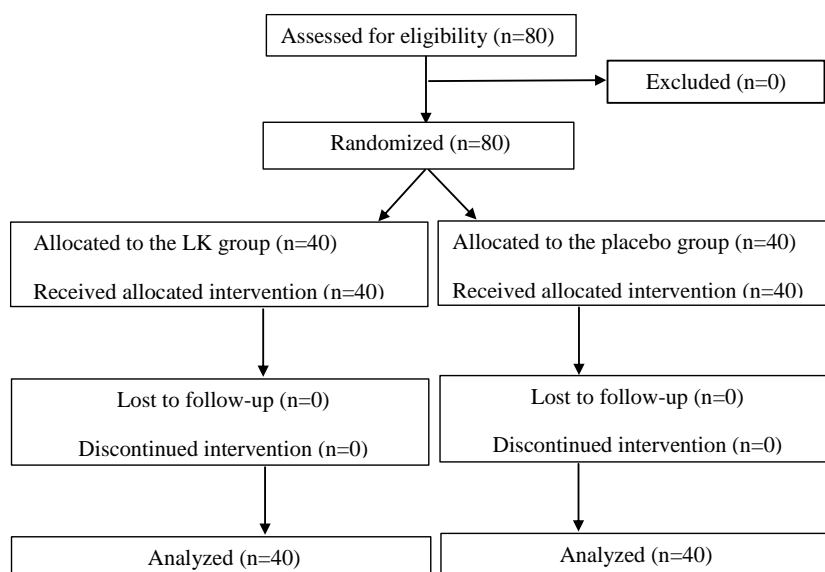 Assessed for eligibility (n=80)
Excluded (n=0)
Randomized (n=80)
Allocated to the LK group (n=40)
Received allocated intervention (n=40)
Allocated to the placebo group (n=40)
Received allocated intervention (n=40)
Lost to follow-up (n=0)
Discontinued intervention (n=0)
Lost to follow-up (n=0)
Discontinued intervention (n=0)
Analyzed (n=40)
Analyzed (n=40)